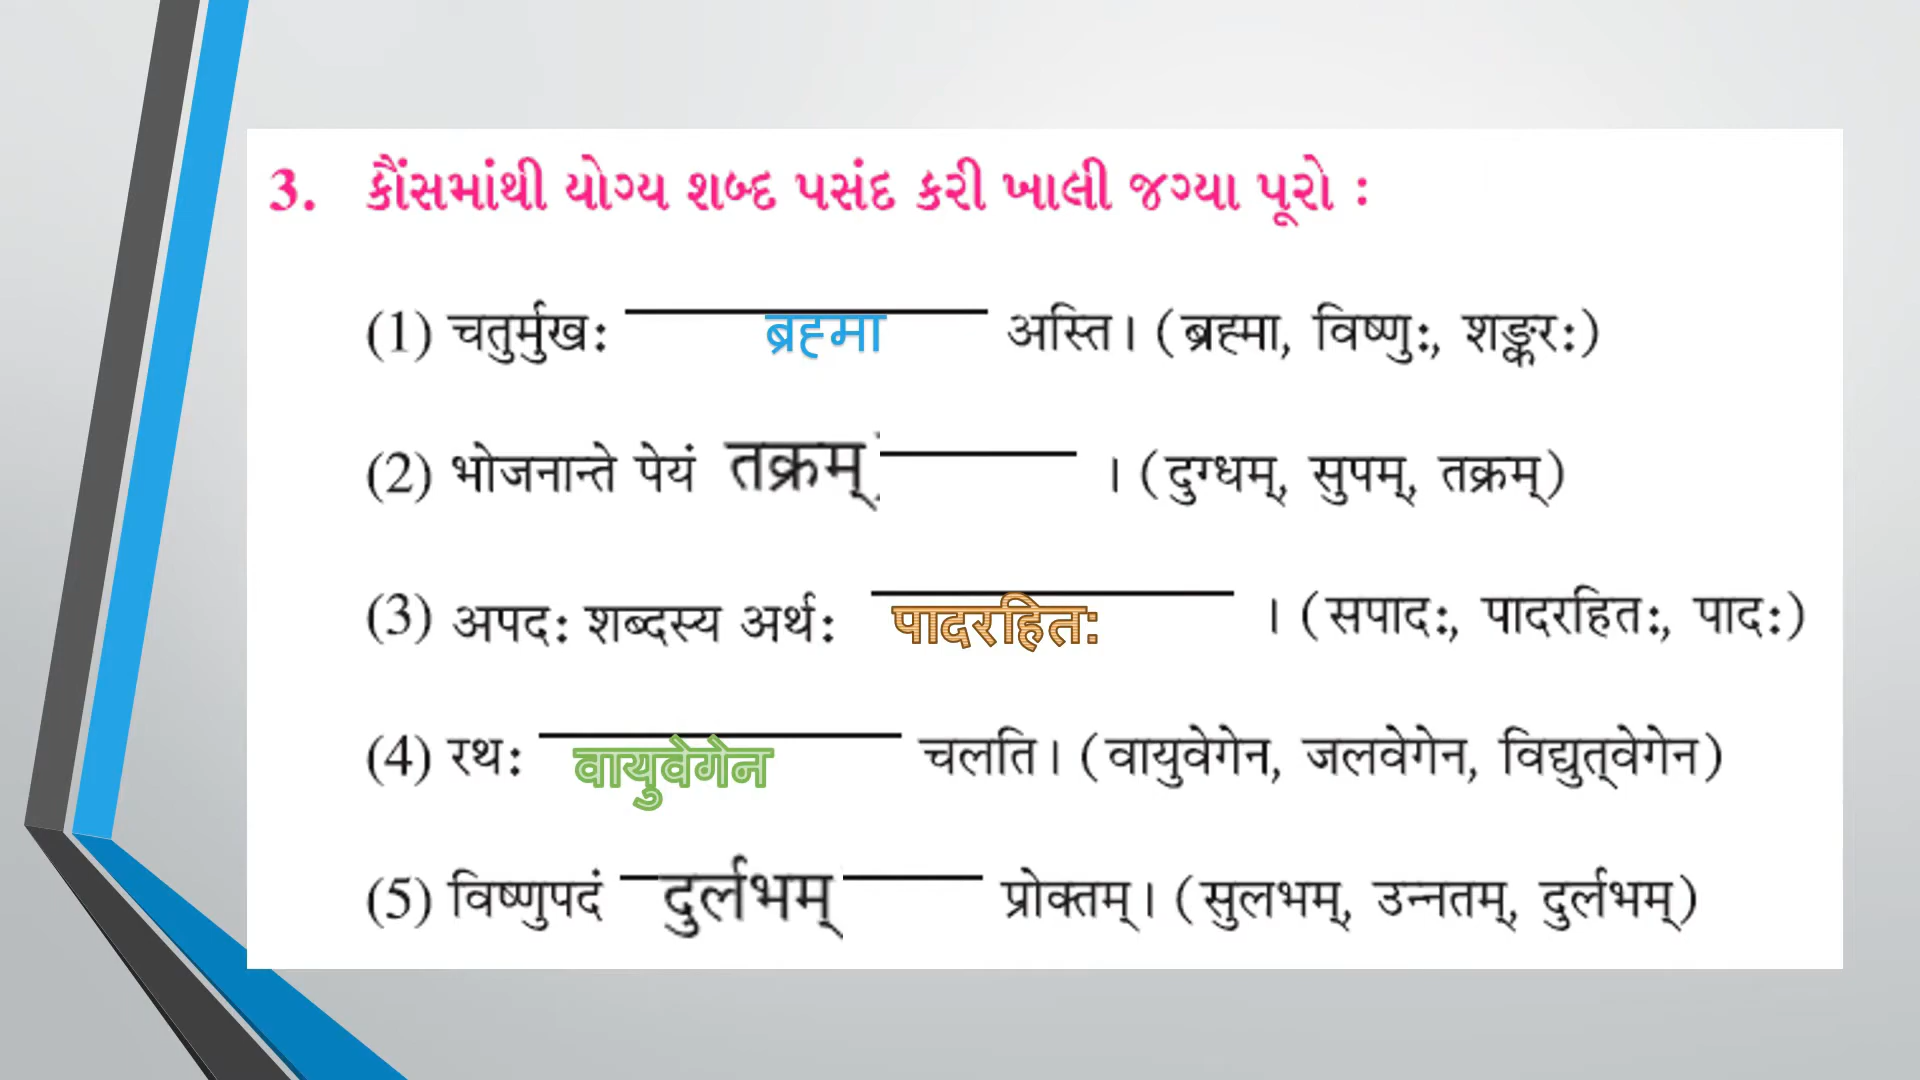 3. કૌંસમાંથી યોગ્ય શબ્દ પસંદ કરી ખાલી જગ્યા પૂરો :
(1) चतुर्मुखः ब्रह्मा अस्ति। (ब्रह्मा, विष्णुः, शङ्करः)
(2) भोजनान्ते पेयं तक्रम् । (दुग्धम्, सुपम्, तक्रम्)
(3) अपदः शब्दस्य अर्थः पादरहितः । (सपादः, पादरहितः, पादः)
(4) रथः वायुवेगेन चलति। (वायुवेगेन, जलवेगेन, विद्युत्‌वेगेन)
(5) विष्णुपदं दुर्लभम् प्रोक्तम्। (सुलभम्, उन्नतम्, दुर्लभम्)